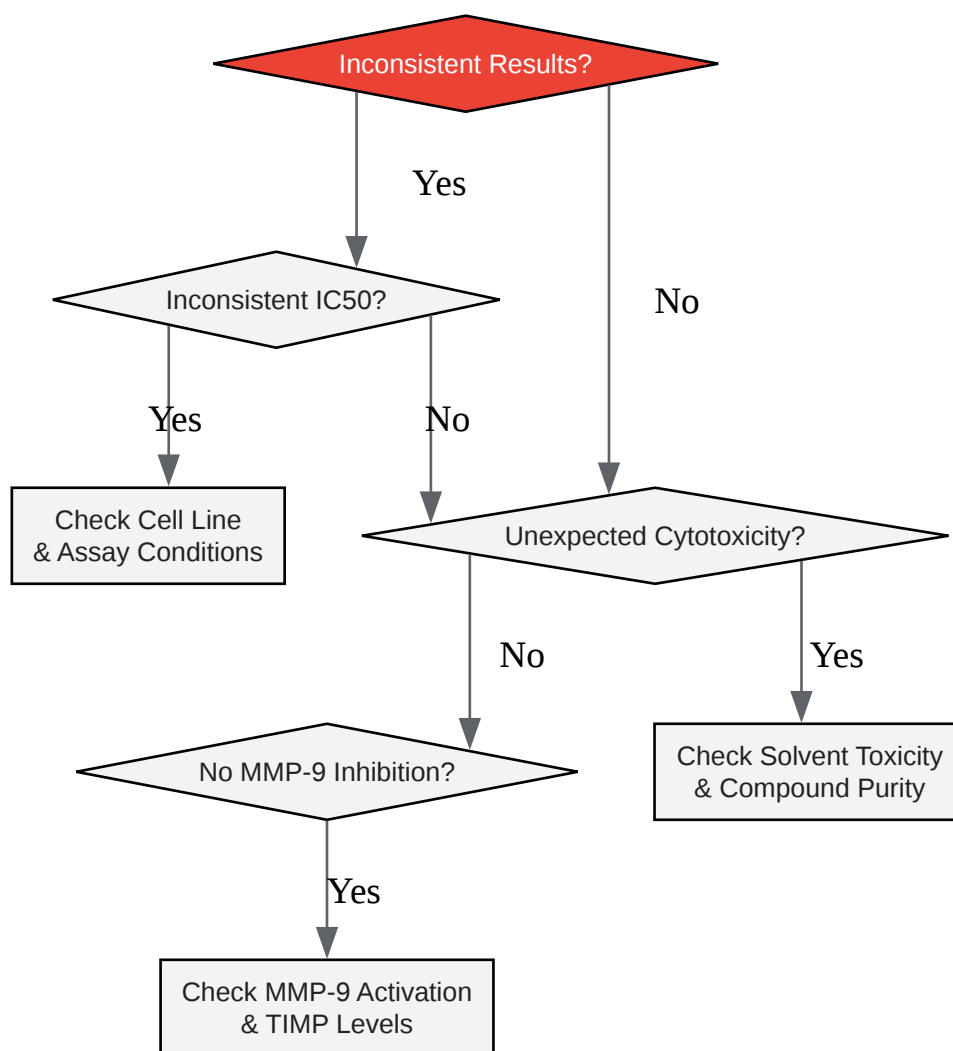 Inconsistent Results?
Yes
Inconsistent IC50?
No
Yes
No
Check Cell Line
& Assay Conditions
Unexpected Cytotoxicity?
No
Yes
No MMP-9 Inhibition?
Check Solvent Toxicity
& Compound Purity
Yes
Check MMP-9 Activation
& TIMP Levels